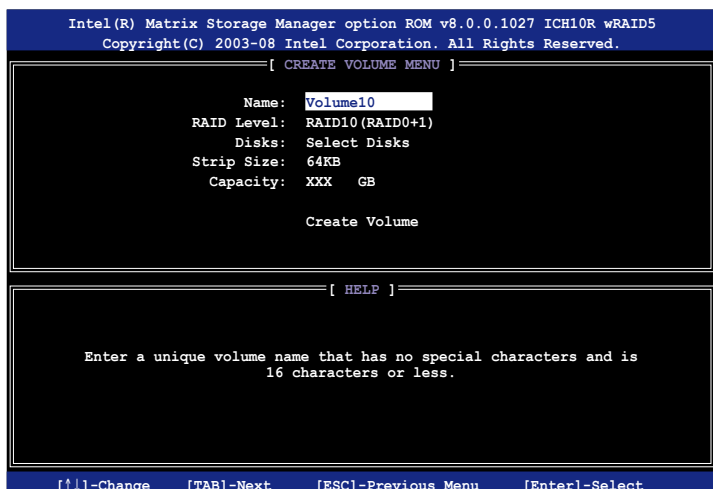 Intel(R) Matrix Storage Manager option ROM v8.0.0.1027 ICH10R wRAID5
Copyright(C) 2003-08 Intel Corporation. All Rights Reserved.
[ CREATE VOLUME MENU ]
Name: Volume10
RAID Level: RAID10(RAID0+1)
Disks: Select Disks
Strip Size: 64KB
Capacity: XXX GB
Create Volume
[ HELP ]
Enter a unique volume name that has no special characters and is
16 characters or less.
[↑↓]-Change [TAB]-Next [ESC]-Previous Menu [Enter]-Select